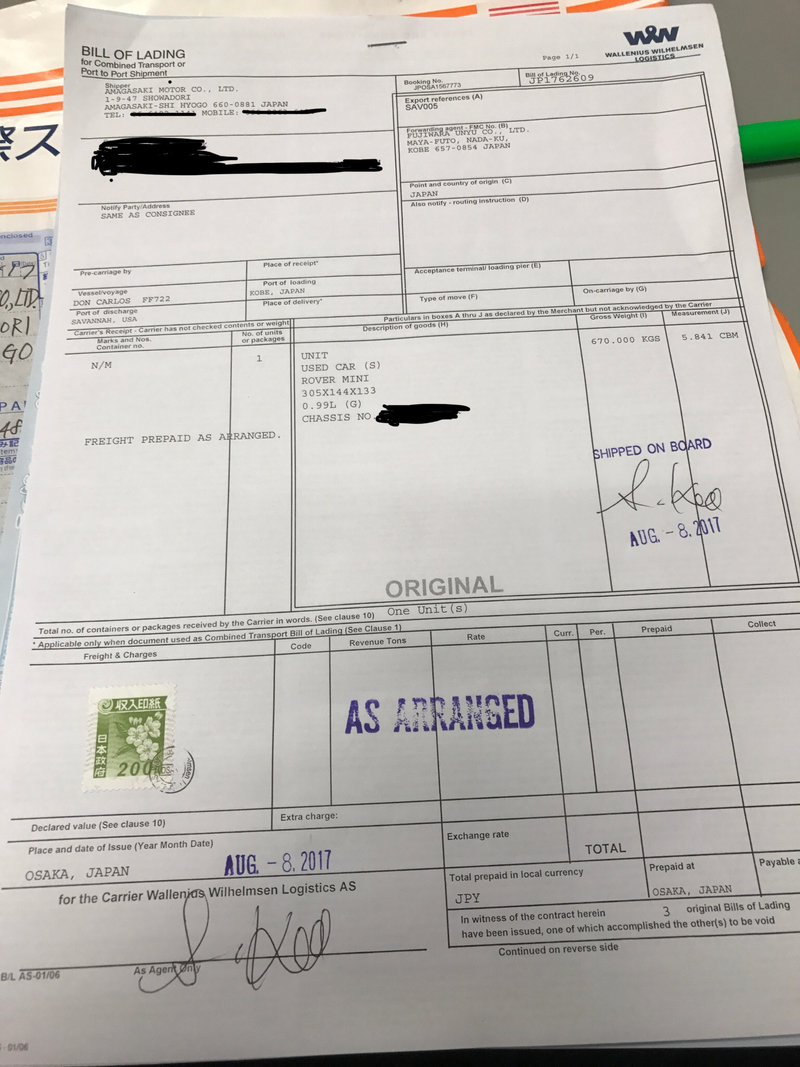 BILL OF LADING
for Combined Transport or
Port to Port Shipment
Page 1/1
WALLENIUS WILHELMSEN
LOGISTICS
Shipper
AMAGASAKI MOTOR CO., LTD.
1-9-47 SHOWADORI
AMAGASAKI-SHI HYOGO 660-0881 JAPAN
TEL: MOBILE:
Booking No.
JPOSA1567773
Bill of Lading No.
JP1762609
Export references (A)
SAV005
Forwarding agent - FMC No. (B)
FUJIWARA UNYU CO., LTD.
MAYA-FUTO, NADA-KU,
KOBE 657-0854 JAPAN
Point and country of origin (C)
JAPAN
Notify Party/Address
SAME AS CONSIGNEE
Also notify - routing instruction (D)
Pre-carriage by
Place of receipt*
Acceptance terminal/ loading pier (E)
Vessel/voyage
DON CARLOS FF722
Port of loading
KOBE, JAPAN
Type of move (F)
On-carriage by (G)
Port of discharge
SAVANNAH, USA
Place of delivery*
Carrier's Receipt - Carrier has not checked contents or weight
Particulars in boxes A thru J as declared by the Merchant but not acknowledged by the Carrier
Marks and Nos.
Container no.
No. of units
or packages
Description of goods (H)
Gross Weight (I)
Measurement (J)
N/M
1
UNIT
USED CAR (S)
ROVER MINI
305X144X133
0.99L (G)
CHASSIS NO
670.000 KGS
5.841 CBM
FREIGHT PREPAID AS ARRANGED.
SHIPPED ON BOARD
AUG. - 8. 2017
ORIGINAL
Total no. of containers or packages received by the Carrier in words. (See clause 10)
One Unit(s)
* Applicable only when document used as Combined Transport Bill of Lading (See Clause 1)
Freight & Charges
Code
Revenue Tons
Rate
Curr.
Per.
Prepaid
Collect
収入印紙
日本政府
200
AS ARRANGED
Declared value (See clause 10)
Extra charge:
Place and date of Issue (Year Month Date)
OSAKA, JAPAN
AUG. - 8. 2017
Exchange rate
TOTAL
for the Carrier Wallenius Wilhelmsen Logistics AS
Total prepaid in local currency
JPY
Prepaid at
OSAKA, JAPAN
Payable
In witness of the contract herein 3 original Bills of Lading
have been issued, one of which accomplished the other(s) to be void
Continued on reverse side
As Agent Only
B/L AS-01/06
- 01/06
ス
enclosed
O., LTD.
ORI
GO
PA
48